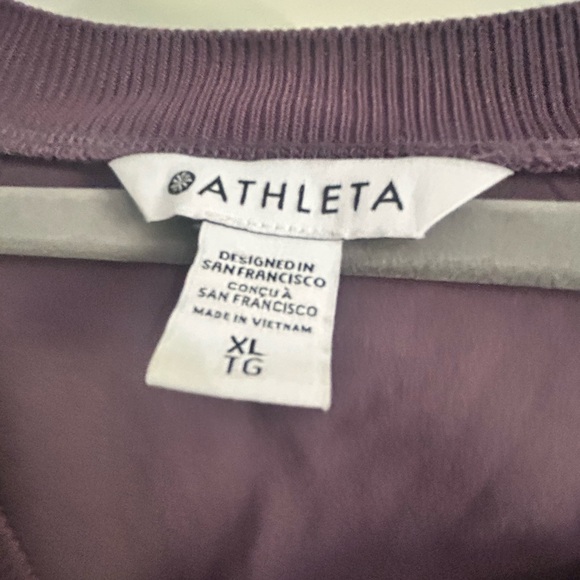 ATHLETA
DESIGNED IN
SAN FRANCISCO
CONÇU À
SAN FRANCISCO
MADE IN VIETNAM
XL
TG